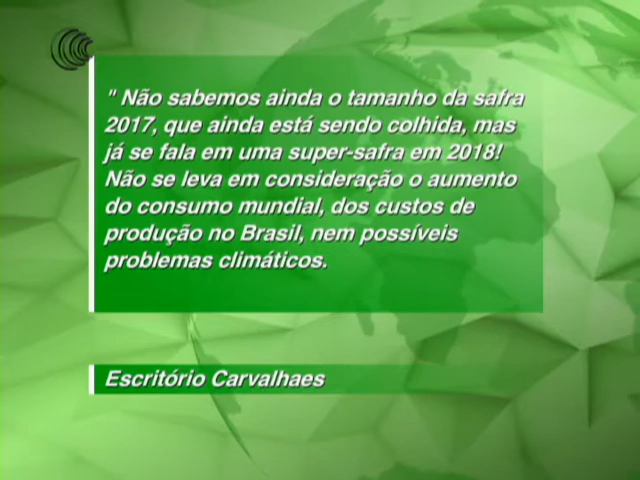 " Não sabemos ainda o tamanho da safra
2017, que ainda está sendo colhida, mas
já se fala em uma super-safra em 2018!
Não se leva em consideração o aumento
do consumo mundial, dos custos de
produção no Brasil, nem possíveis
problemas climáticos.
Escritório Carvalhaes